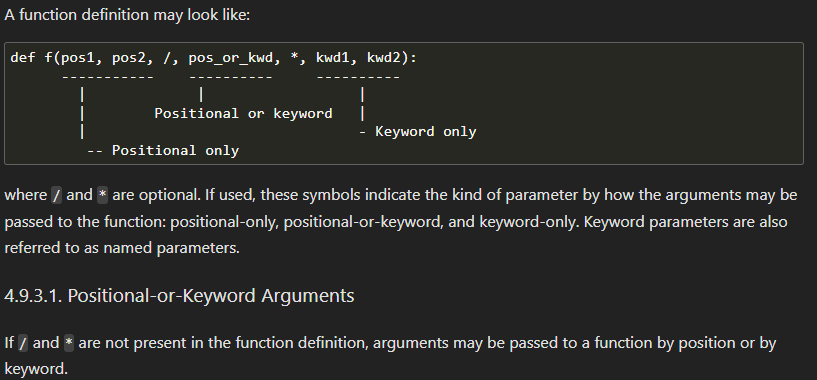 A function definition may look like:
def f(pos1, pos2, /, pos_or_kwd, *, kwd1, kwd2):
      -----------    ----------     ----------
        |             |                  |
        |        Positional or keyword   |
        |                                - Keyword only
         -- Positional only
where / and * are optional. If used, these symbols indicate the kind of parameter by how the arguments may be
passed to the function: positional-only, positional-or-keyword, and keyword-only. Keyword parameters are also
referred to as named parameters.
4.9.3.1. Positional-or-Keyword Arguments
If / and * are not present in the function definition, arguments may be passed to a function by position or by
keyword.